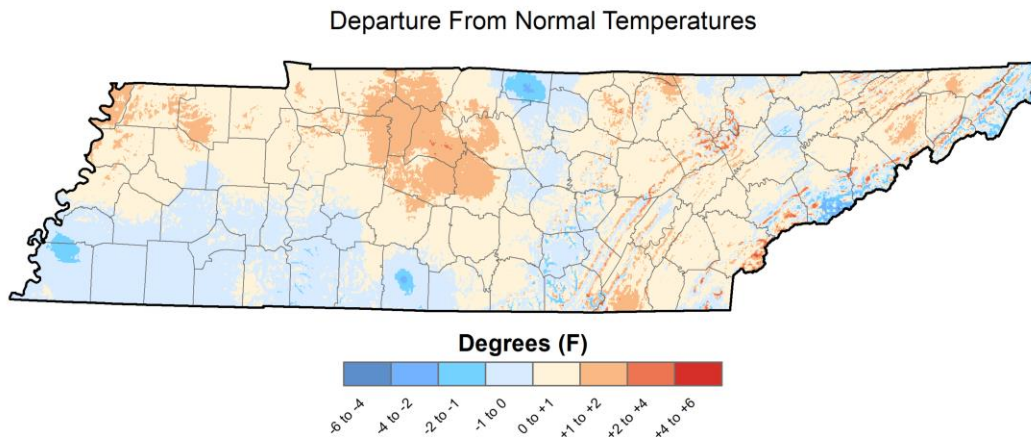 Departure From Normal Temperatures
Degrees (F)
-6 to -4
-4 to -2
-2 to -1
-1 to 0
0 to +1
+1 to +2
+2 to +4
+4 to +6